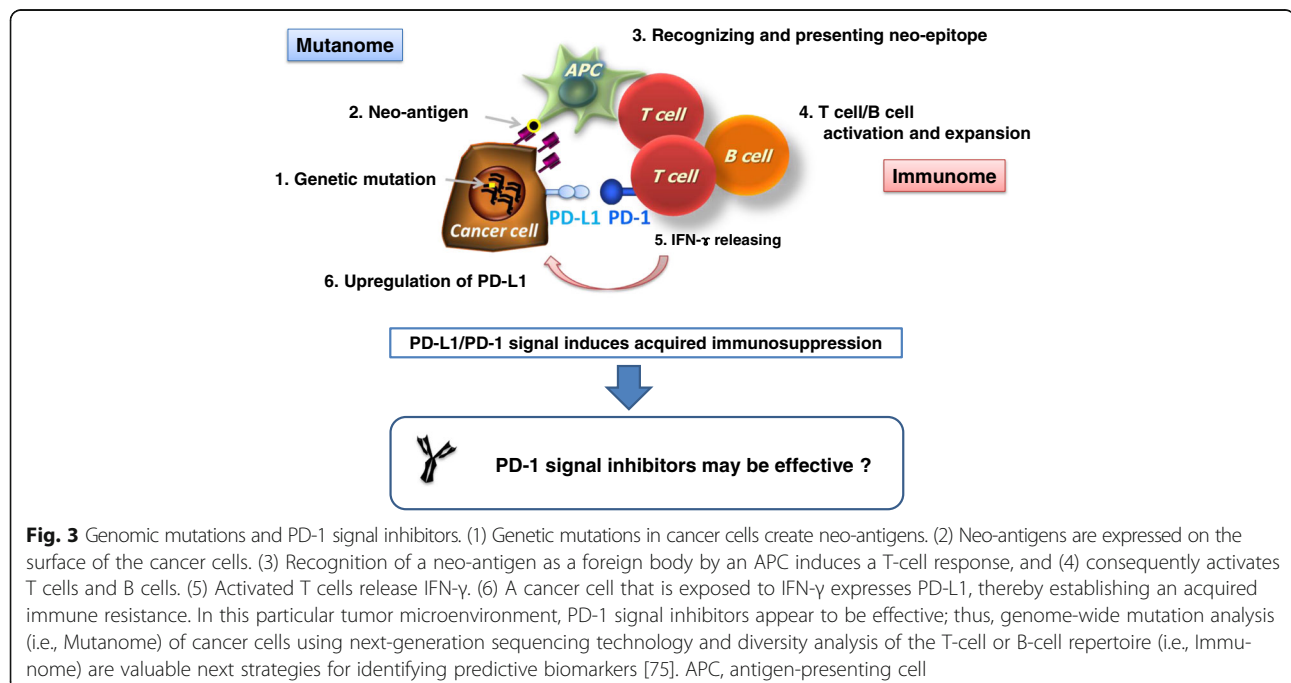 Mutanome
3. Recognizing and presenting neo-epitope
APC
2. Neo-antigen
T cell
4. T cell/B cell
activation and expansion
B cell
1. Genetic mutation
T cell
Immunome
PD-L1 PD-1
Cancer cell
5. IFN-ɤ releasing
6. Upregulation of PD-L1
PD-L1/PD-1 signal induces acquired immunosuppression
PD-1 signal inhibitors may be effective ?
Fig. 3 Genomic mutations and PD-1 signal inhibitors. (1) Genetic mutations in cancer cells create neo-antigens. (2) Neo-antigens are expressed on the
surface of the cancer cells. (3) Recognition of a neo-antigen as a foreign body by an APC induces a T-cell response, and (4) consequently activates
T cells and B cells. (5) Activated T cells release IFN-γ. (6) A cancer cell that is exposed to IFN-γ expresses PD-L1, thereby establishing an acquired
immune resistance. In this particular tumor microenvironment, PD-1 signal inhibitors appear to be effective; thus, genome-wide mutation analysis
(i.e., Mutanome) of cancer cells using next-generation sequencing technology and diversity analysis of the T-cell or B-cell repertoire (i.e., Immu-
nome) are valuable next strategies for identifying predictive biomarkers [75]. APC, antigen-presenting cell